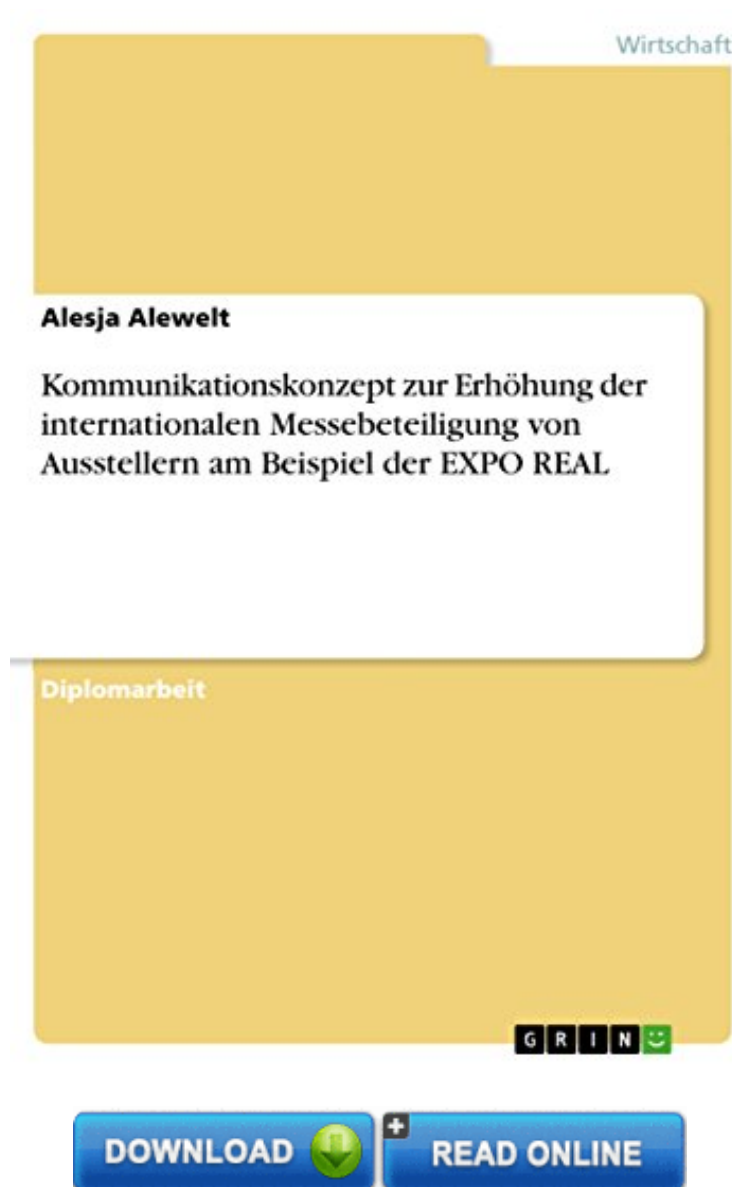 Wirtschaft
Alesja Alewelt
Kommunikationskonzept zur Erhöhung der
internationalen Messebeteiligung von
Ausstellern am Beispiel der EXPO REAL
Diplomarbeit
GRIN
DOWNLOAD
READ ONLINE